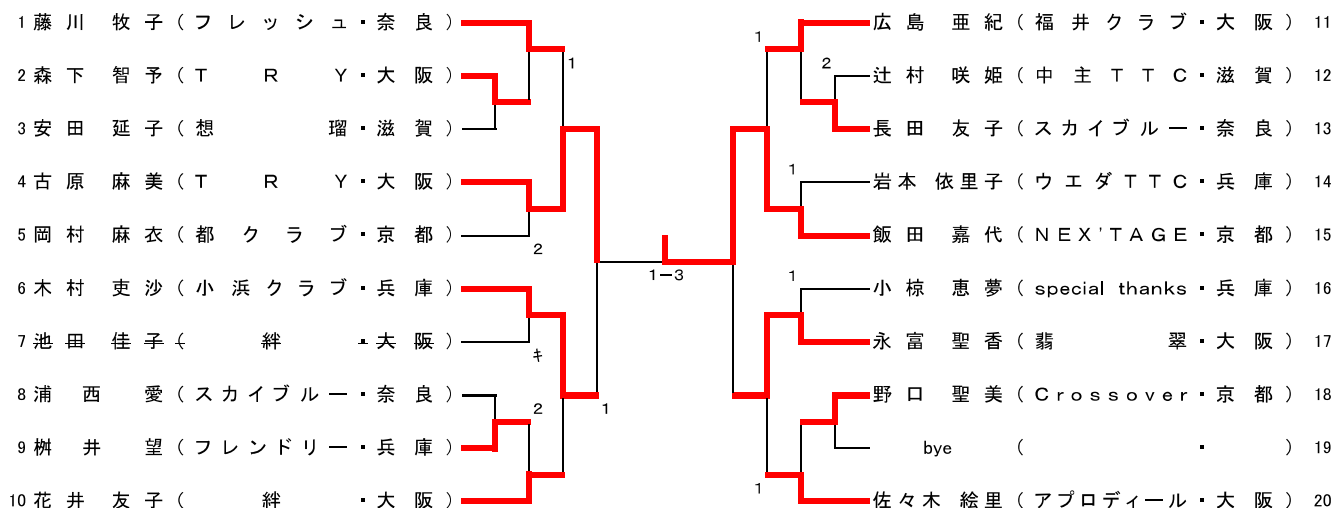 1 藤川 牧子 (フレッシュ・奈良)
2 森下 智予 (TRY・大阪)
3 安田 延子 (想瑠・滋賀)
4 古原 麻美 (TRY・大阪)
5 岡村 麻衣 (都クラブ・京都)
6 木村 吏沙 (小浜クラブ・兵庫)
7 池田 佳子 (絆・大阪)
8 浦西 愛 (スカイブルー・奈良)
9 桝井 望 (フレンドリー・兵庫)
10 花井 友子 (絆・大阪)
1
2
キ
2
1
1-3
1
2
1
1
1
広島 亜紀 (福井クラブ・大阪) 11
辻村 咲姫 (中主TTC・滋賀) 12
長田 友子 (スカイブルー・奈良) 13
岩本 依里子 (ウエダTTC・兵庫) 14
飯田 嘉代 (NEX'TAGE・京都) 15
小椋 恵夢 (special thanks・兵庫) 16
永富 聖香 (翡翠・大阪) 17
野口 聖美 (Crossover・京都) 18
bye (・) 19
佐々木 絵里 (アプロディール・大阪) 20